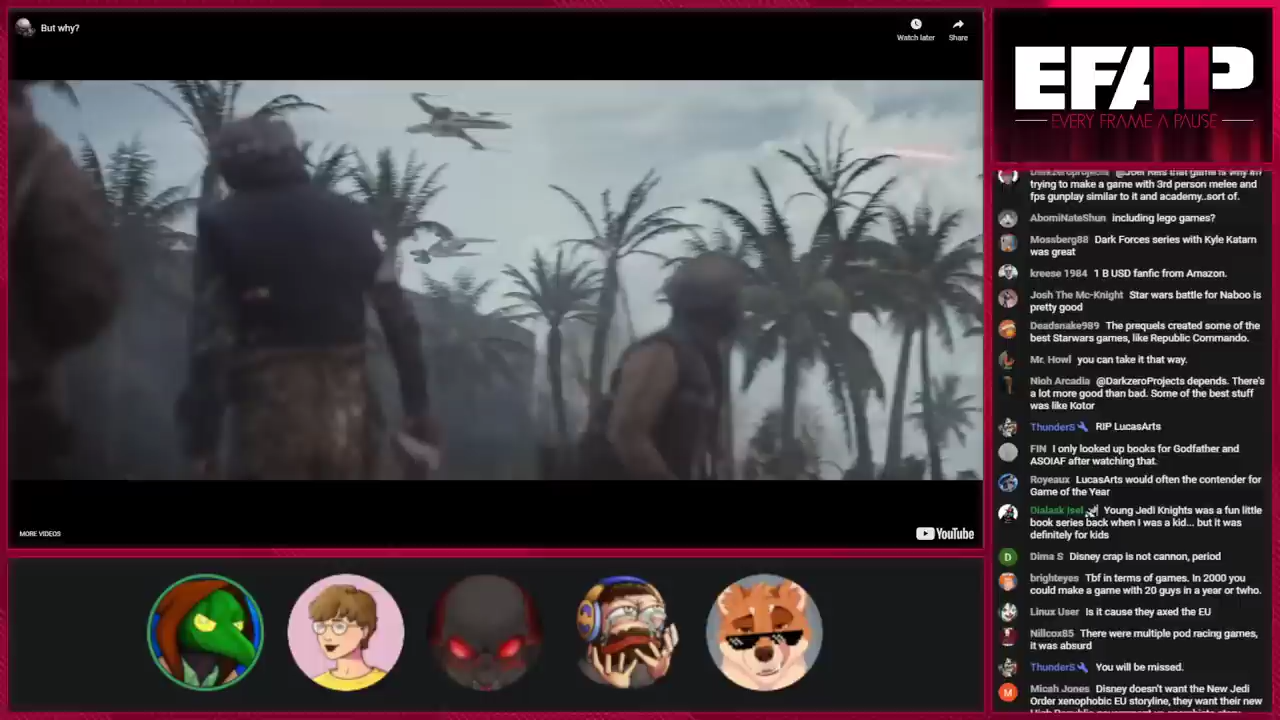 But why?
Watch later
Share
MORE VIDEOS
YouTube
EFAP
EVERY FRAME A PAUSE
trying to make a game with 3rd person melee and
fps gunplay similar to it and academy..sort of.
AbomiNateShun including lego games?
Mossberg88 Dark Forces series with Kyle Katarn
was great
kreese 1984 1 B USD fanfic from Amazon.
Josh The Mc-Knight Star wars battle for Naboo is
pretty good
Deadsnake989 The prequels created some of the
best Starwars games, like Republic Commando.
Mr. Howl you can take it that way.
Nioh Arcadia @DarkzeroProjects depends. There's
a lot more good than bad. Some of the best stuff
was like Kotor
ThunderS RIP LucasArts
FIN I only looked up books for Godfather and
ASOIAF after watching that.
Royeaux LucasArts would often the contender for
Game of the Year
Dialask Isel Young Jedi Knights was a fun little
book series back when I was a kid... but it was
definitely for kids
D
Dima S Disney crap is not cannon, period
brighteyes Tbf in terms of games. In 2000 you
could make a game with 20 guys in a year or twho.
Linux User Is it cause they axed the EU
Nillcox85 There were multiple pod racing games,
it was absurd
ThunderS You will be missed.
M
Micah Jones Disney doesn't want the New Jedi
Order xenophobic EU storyline, they want their new